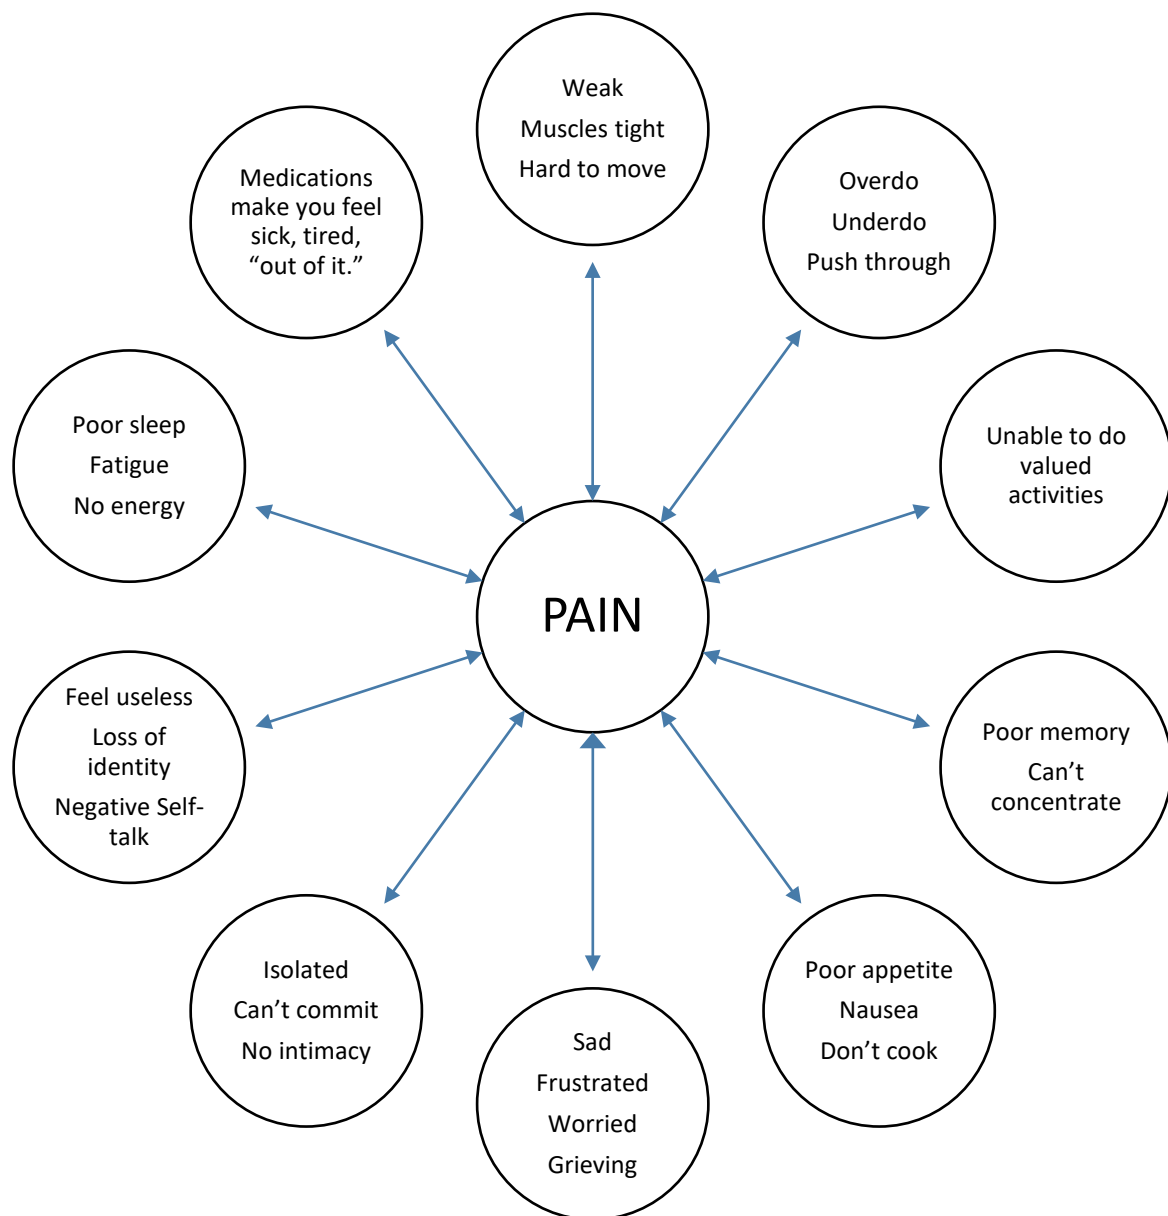 Weak
Muscles tight
Hard to move
Overdo
Underdo
Push through
Unable to do
valued
activities
Poor memory
Can’t
concentrate
Poor appetite
Nausea
Don’t cook
Sad
Frustrated
Worried
Grieving
Isolated
Can’t commit
No intimacy
Feel useless
Loss of
identity
Negative Self-
talk
Poor sleep
Fatigue
No energy
Medications
make you feel
sick, tired,
“out of it.”
PAIN